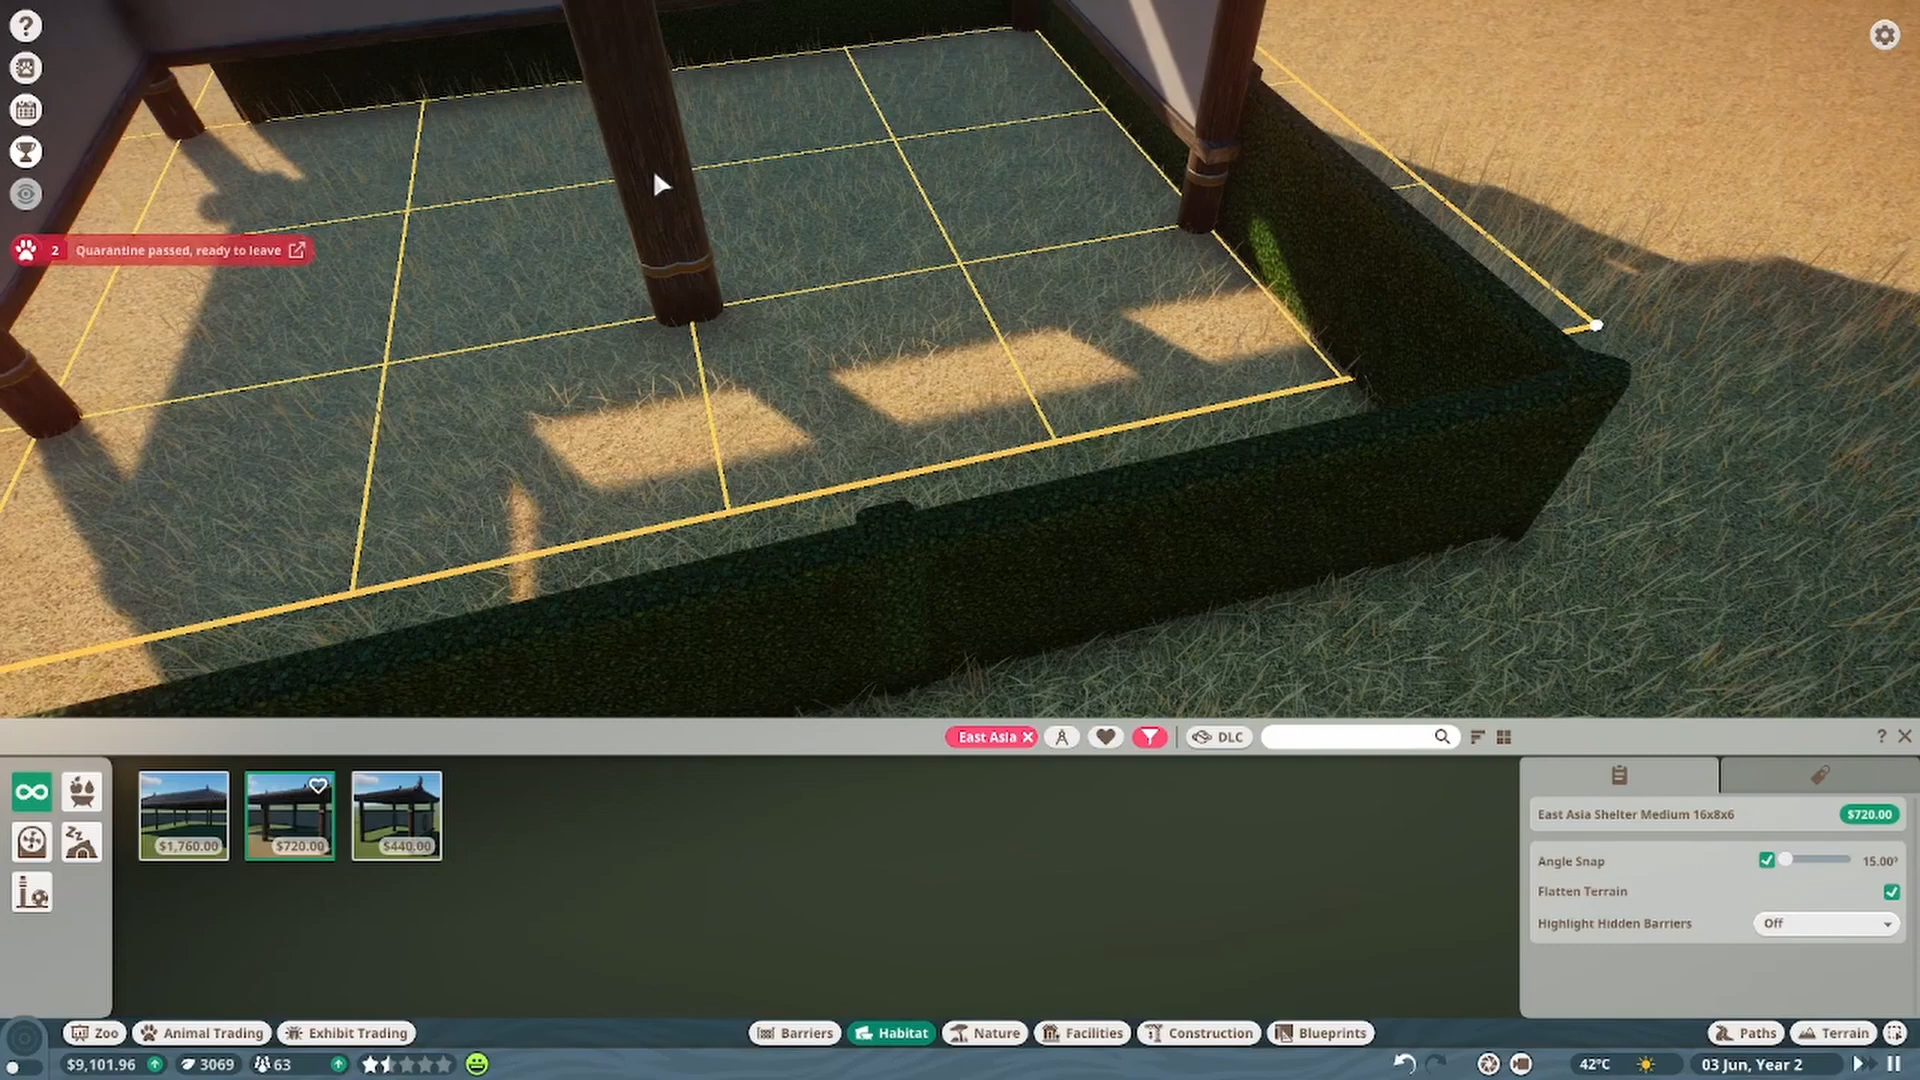 2 Quarantine passed, ready to leave
East Asia
DLC
$1,760.00
$720.00
$440.00
East Asia Shelter Medium 16x8x6
$720.00
Angle Snap
15.00°
Flatten Terrain
Highlight Hidden Barriers
Off
Zoo
Animal Trading
Exhibit Trading
Barriers
Habitat
Nature
Facilities
Construction
Blueprints
Paths
Terrain
$9,101.96
3069
63
42°C
03 Jun, Year 2